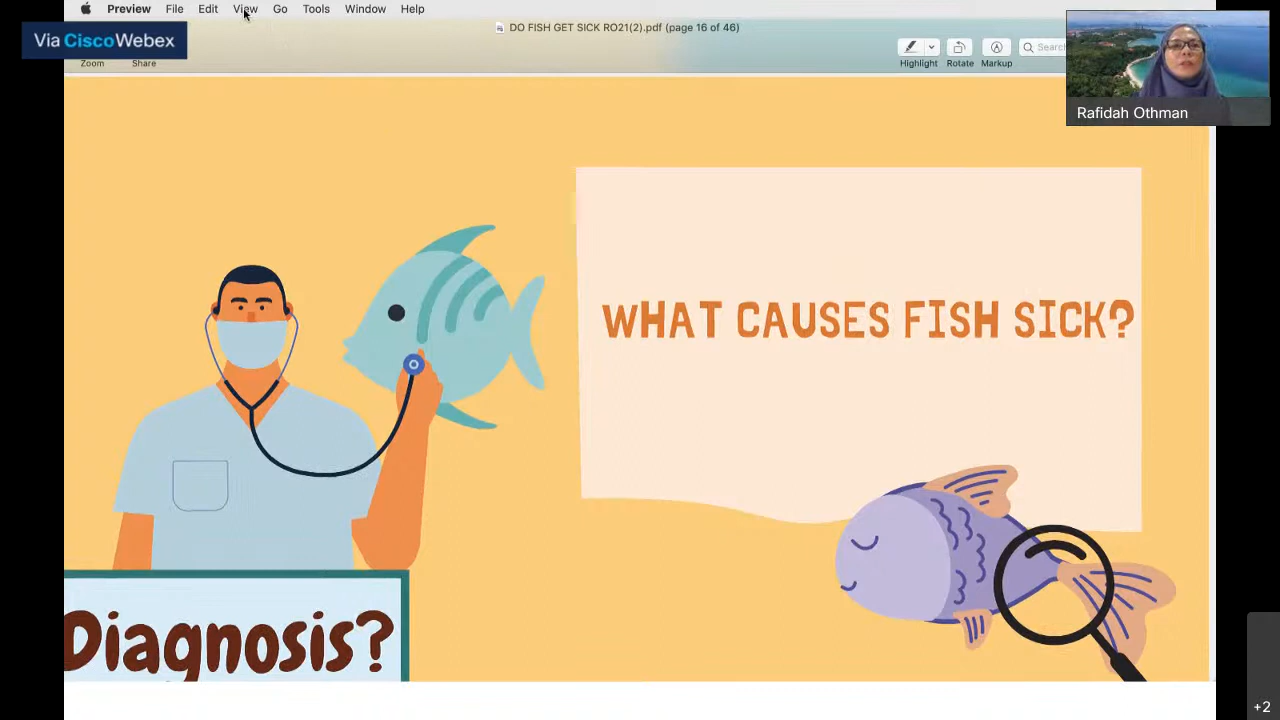 Preview File Edit View Go Tools Window Help
Via Cisco Webex
DO FISH GET SICK RO21(2).pdf (page 16 of 46)
Zoom Share Highlight Rotate Markup
Search
Rafidah Othman
WHAT CAUSES FISH SICK?
Diagnosis?
+2